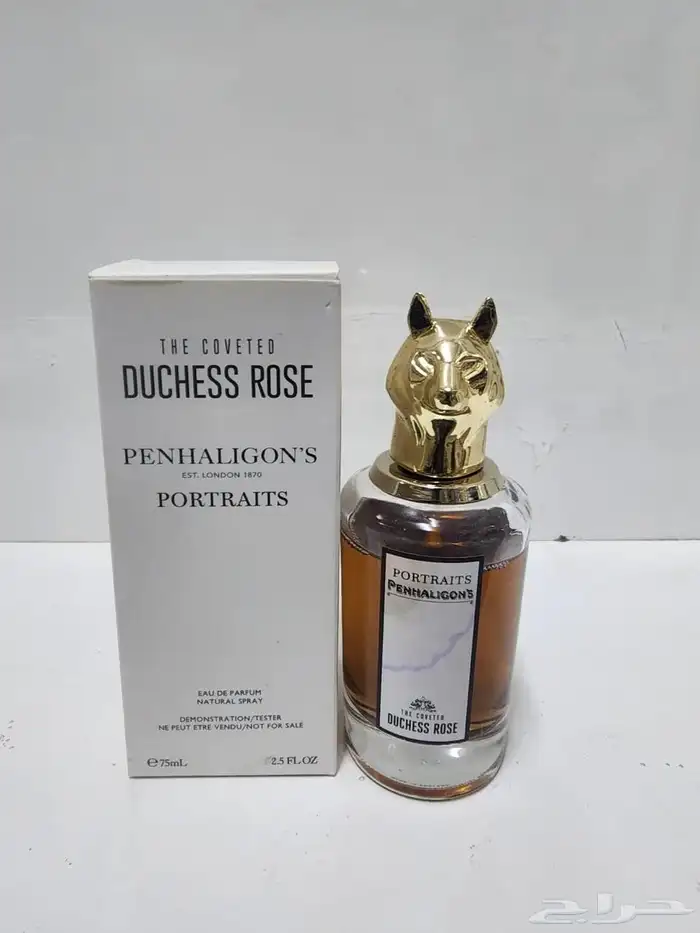 THE COVETED
DUCHESS ROSE
PENHALIGON'S
EST. LONDON 1870
PORTRAITS
EAU DE PARFUM
NATURAL SPRAY
DEMONSTRATION/TESTER
NE PEUT ETRE VENDU/NOT FOR SALE
℮75mL 2.5 FL OZ
PORTRAITS
PENHALIGON'S
THE COVETED
DUCHESS ROSE
حراج